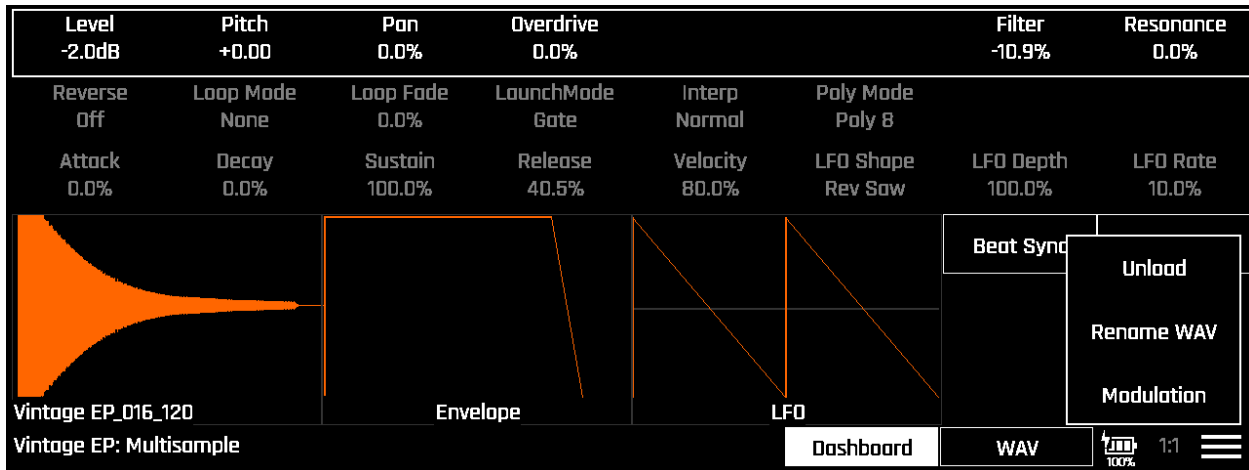 Level Pitch Pan Overdrive Filter Resonance
-2.0dB +0.00 0.0% 0.0% -10.9% 0.0%
Reverse Loop Mode Loop Fade LaunchMode Interp Poly Mode
Off None 0.0% Gate Normal Poly 8
Attack Decay Sustain Release Velocity LFO Shape LFO Depth LFO Rate
0.0% 0.0% 100.0% 40.5% 80.0% Rev Saw 100.0% 10.0%
Beat Sync
Unload
Rename WAV
Modulation
Vintage EP_016_120 Envelope LFO
Vintage EP: Multisample Dashboard WAV 100% 1:1